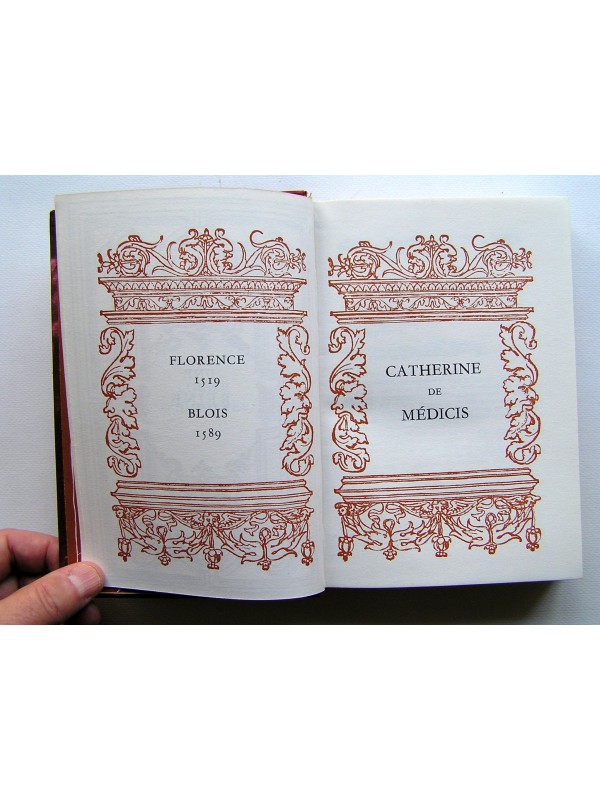 FLORENCE
1519
BLOIS
1589
CATHERINE
DE
MÉDICIS